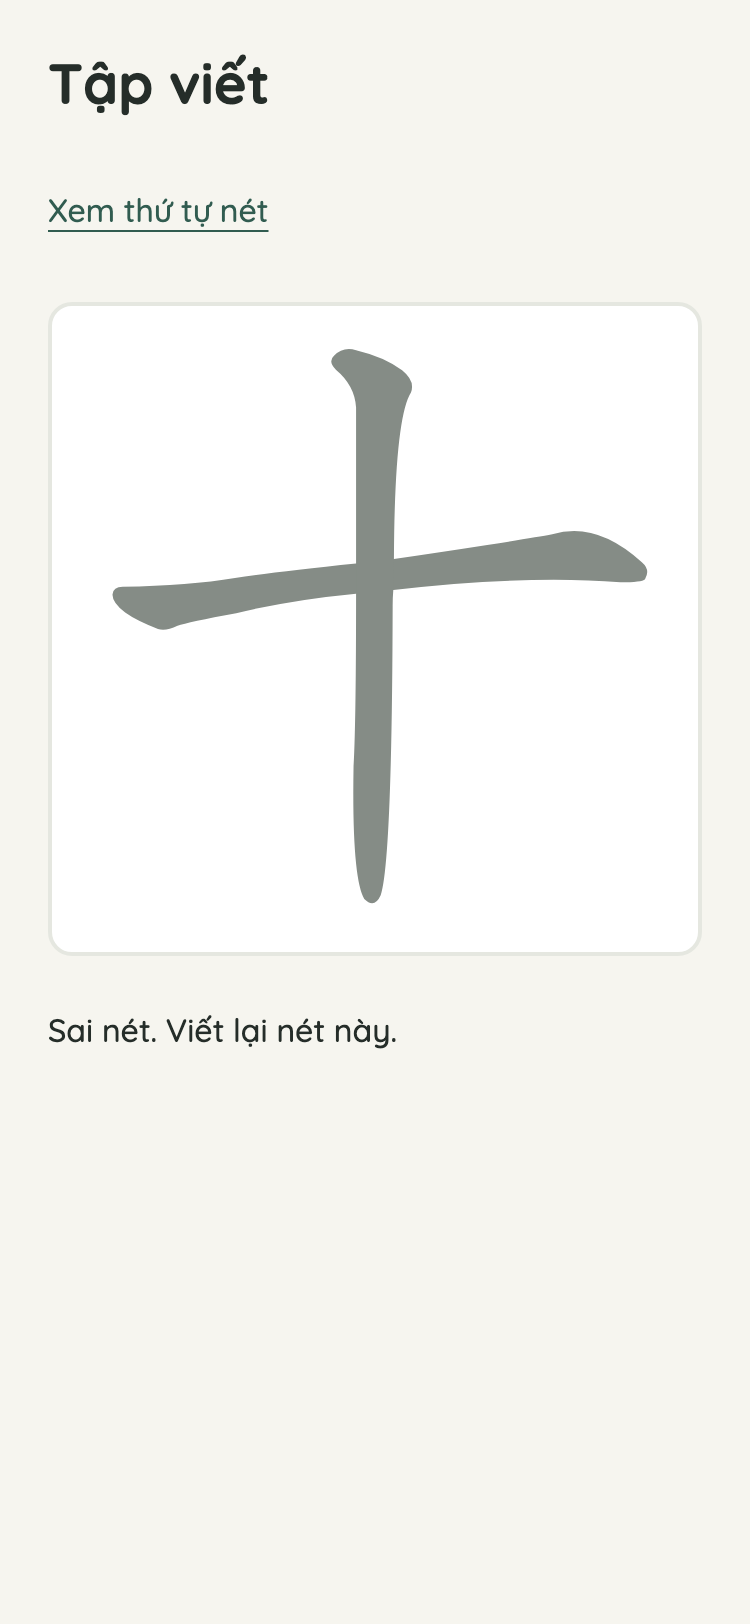 Tập viết
Xem thứ tự nét
十
Sai nét. Viết lại nét này.